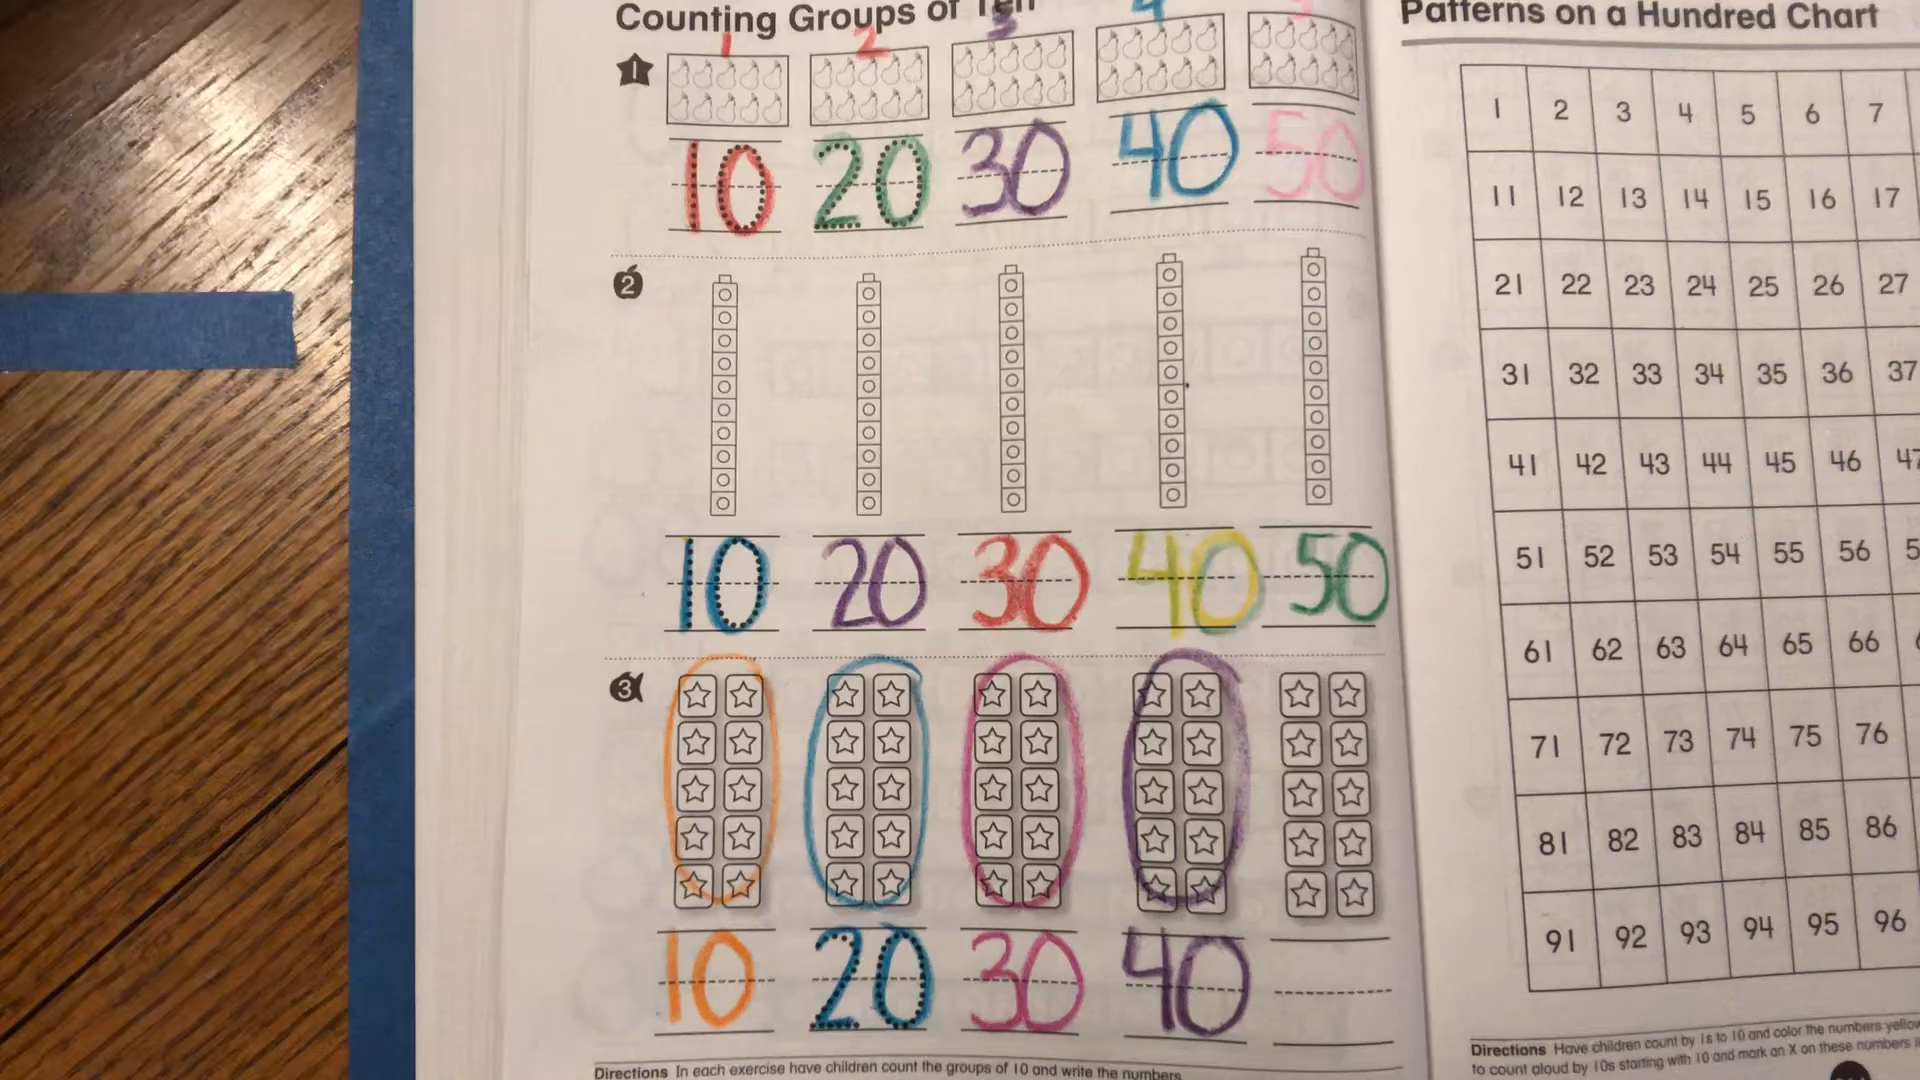 Counting Groups of Ten
1 2 3 4
1
10 20 30 40 50
2
10 20 30 40 50
3
10 20 30 40
Directions In each exercise have children count the groups of 10 and write the numbers.
Patterns on a Hundred Chart
1 2 3 4 5 6 7
11 12 13 14 15 16 17
21 22 23 24 25 26 27
31 32 33 34 35 36 37
41 42 43 44 45 46 47
51 52 53 54 55 56
61 62 63 64 65 66
71 72 73 74 75 76
81 82 83 84 85 86
91 92 93 94 95 96
Directions Have children count by 1s to 10 and color the numbers yellow
to count aloud by 10s starting with 10 and mark an X on these numbers